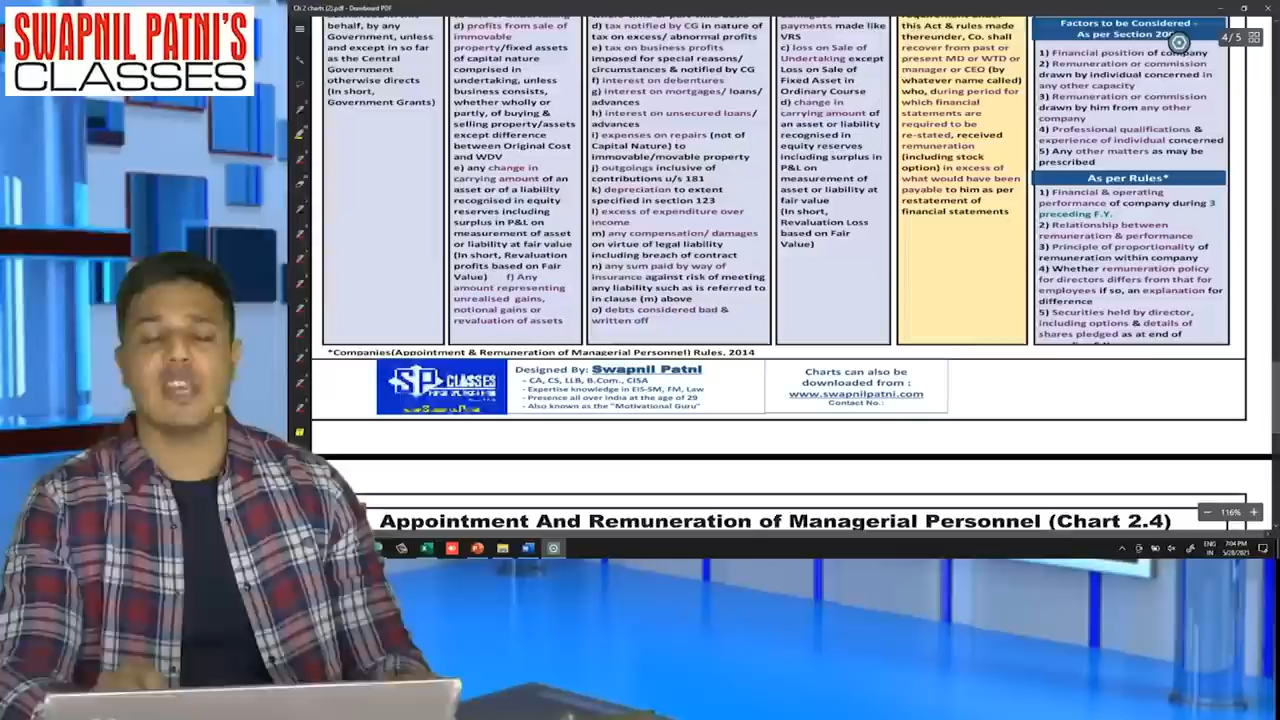 SWAPNIL PATNI'S
CLASSES
Ch 2 charts (2).pdf - Drawboard PDF
4/5
Government, unless
and except in so far
as the Central
Government
otherwise directs
(In short,
Government Grants)
immovable
property/fixed assets
of capital nature
comprised in
undertaking, unless
business consists,
whether wholly or
partly, of buying &
selling property/assets
except difference
between Original Cost
and WDV
e) any change in
carrying amount of an
asset or of a liability
recognised in equity
reserves including
surplus in P&L on
measurement of asset
or liability at fair value
(In short, Revaluation
profits based on Fair
Value) f) Any
amount representing
unrealised gains,
notional gains or
revaluation of assets
d) tax notified by CG in nature of
tax on excess/ abnormal profits
e) tax on business profits
imposed for special reasons/
circumstances & notified by CG
f) interest on debentures
g) interest on mortgages/ loans/
advances
h) interest on unsecured loans/
advances
i) expenses on repairs (not of
Capital Nature) to
immovable/movable property
j) outgoings inclusive of
contributions u/s 181
k) depreciation to extent
specified in section 123
l) excess of expenditure over
income
m) any compensation/ damages
on virtue of legal liability
including breach of contract
n) any sum paid by way of
insurance against risk of meeting
any liability such as is referred to
in clause (m) above
o) debts considered bad &
written off
payments made like
VRS
c) loss on Sale of
Undertaking except
Loss on Sale of
Fixed Asset in
Ordinary Course
d) change in
carrying amount of
an asset or liability
recognised in
equity reserves
including surplus in
P&L on
measurement of
asset or liability at
fair value
(In short,
Revaluation Loss
based on Fair
Value)
this Act & rules made
thereunder, Co. shall
recover from past or
present MD or WTD or
manager or CEO (by
whatever name called)
who, during period for
which financial
statements are
required to be
re-stated, received
remuneration
(including stock
option) in excess of
what would have been
payable to him as per
restatement of
financial statements
Factors to be Considered -
As per Section 200
1) Financial position of company
2) Remuneration or commission
drawn by individual concerned in
any other capacity
3) Remuneration or commission
drawn by him from any other
company
4) Professional qualifications &
experience of individual concerned
5) Any other matters as may be
prescribed
As per Rules*
1) Financial & operating
performance of company during 3
preceding F.Y.
2) Relationship between
remuneration & performance
3) Principle of proportionality of
remuneration within company
4) Whether remuneration policy
for directors differs from that for
employees if so, an explanation for
difference
5) Securities held by director,
including options & details of
shares pledged as at end of
*Companies(Appointment & Remuneration of Managerial Personnel) Rules, 2014
SP CLASSES
Designed By: Swapnil Patni
- CA, CS, LLB, B.Com., CISA
- Expertise knowledge in EIS-SM, FM, Law
- Presence all over India at the age of 29
- Also known as the "Motivational Guru"
Charts can also be
downloaded from :
www.swapnilpatni.com
Contact No.:
116%
Appointment And Remuneration of Managerial Personnel (Chart 2.4)
ENG
IN
7:04 PM
5/28/2021